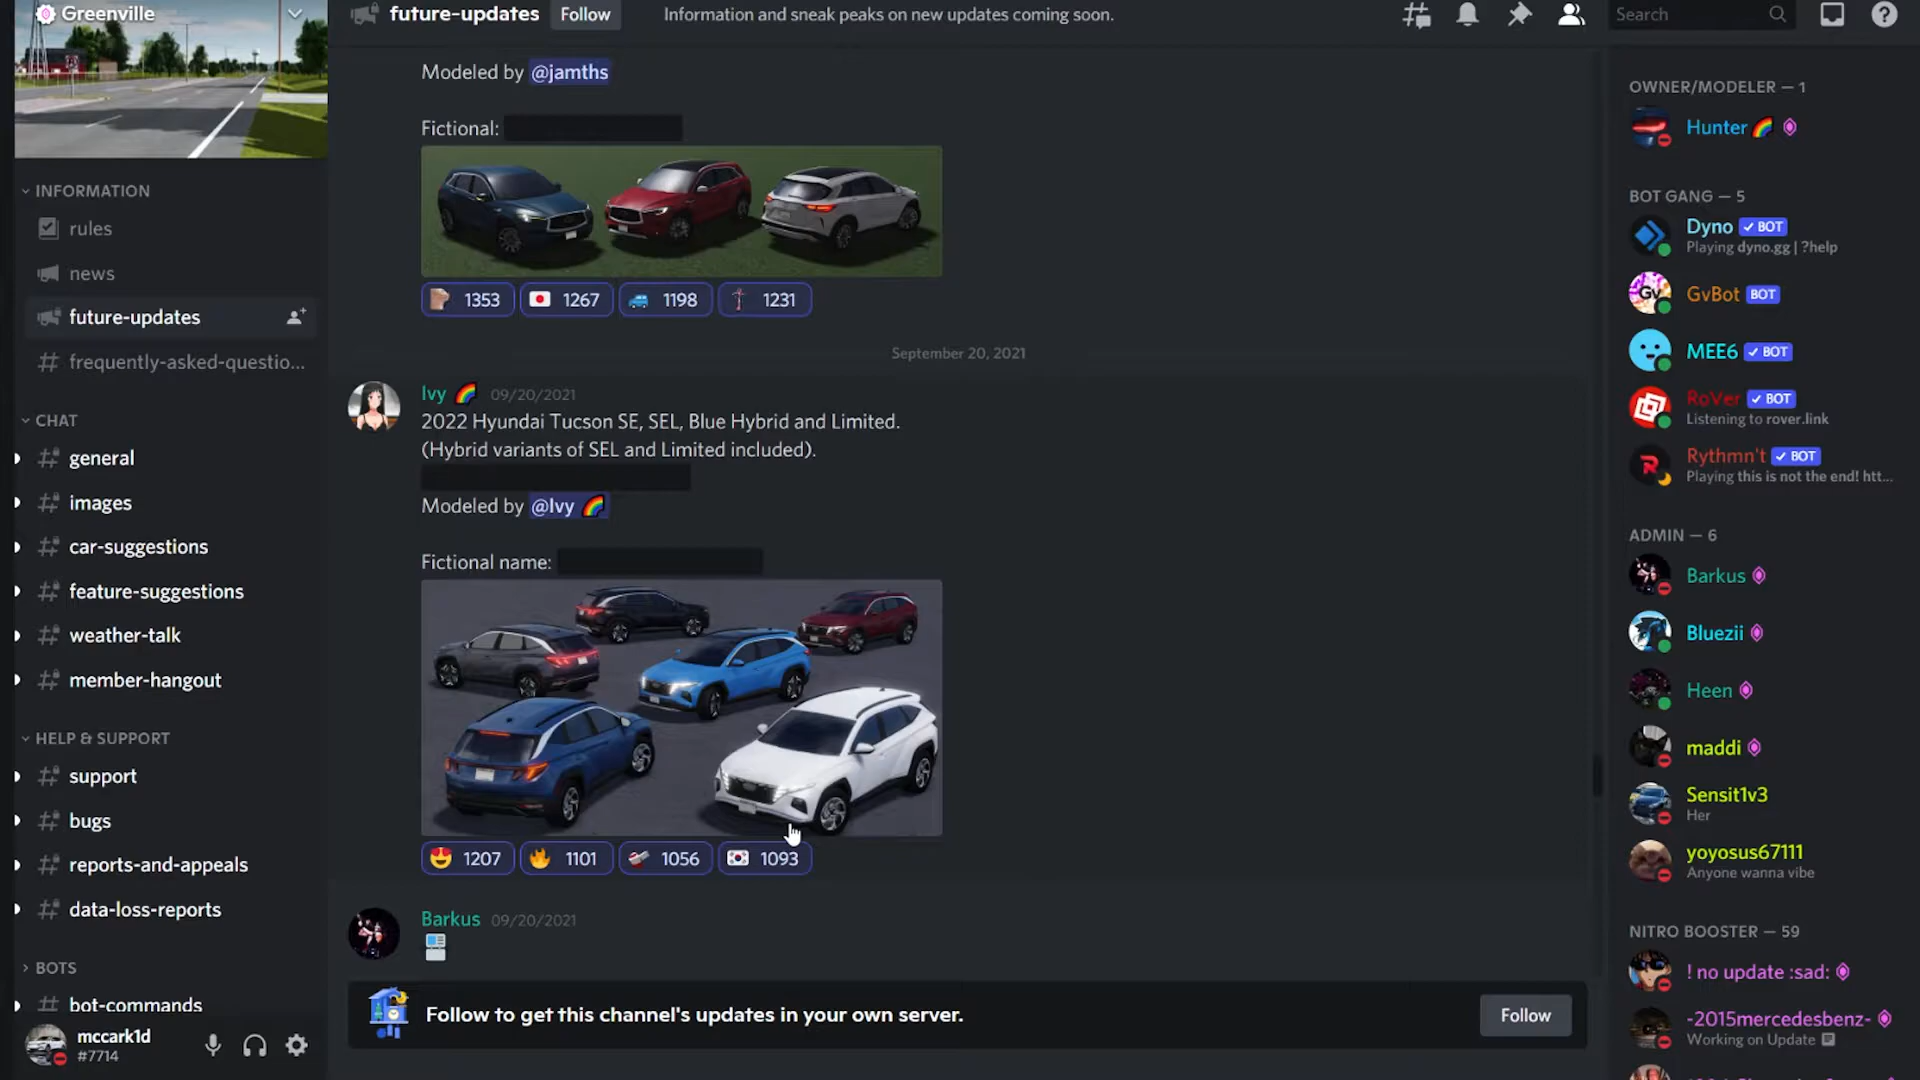 Greenville
INFORMATION
rules
news
future-updates
frequently-asked-questio...
CHAT
general
images
car-suggestions
feature-suggestions
weather-talk
member-hangout
HELP & SUPPORT
support
bugs
reports-and-appeals
data-loss-reports
BOTS
bot-commands
mccark1d
#7714
future-updates
Follow
Information and sneak peaks on new updates coming soon.
Search
Modeled by @jamths
Fictional:
1353 1267 1198 1231
September 20, 2021
Ivy 09/20/2021
2022 Hyundai Tucson SE, SEL, Blue Hybrid and Limited.
(Hybrid variants of SEL and Limited included).
Modeled by @Ivy
Fictional name:
1207 1101 1056 1093
Barkus 09/20/2021
Follow to get this channel's updates in your own server.
Follow
OWNER/MODELER — 1
Hunter
BOT GANG — 5
Dyno BOT
Playing dyno.gg | ?help
GvBot BOT
MEE6 BOT
RoVer BOT
Listening to rover.link
Rythmn't BOT
Playing this is not the end! htt...
ADMIN — 6
Barkus
Bluezii
Heen
maddi
Sensit1v3
Her
yoyosus67111
Anyone wanna vibe
NITRO BOOSTER — 59
! no update :sad:
-2015mercedesbenz-
Working on Update